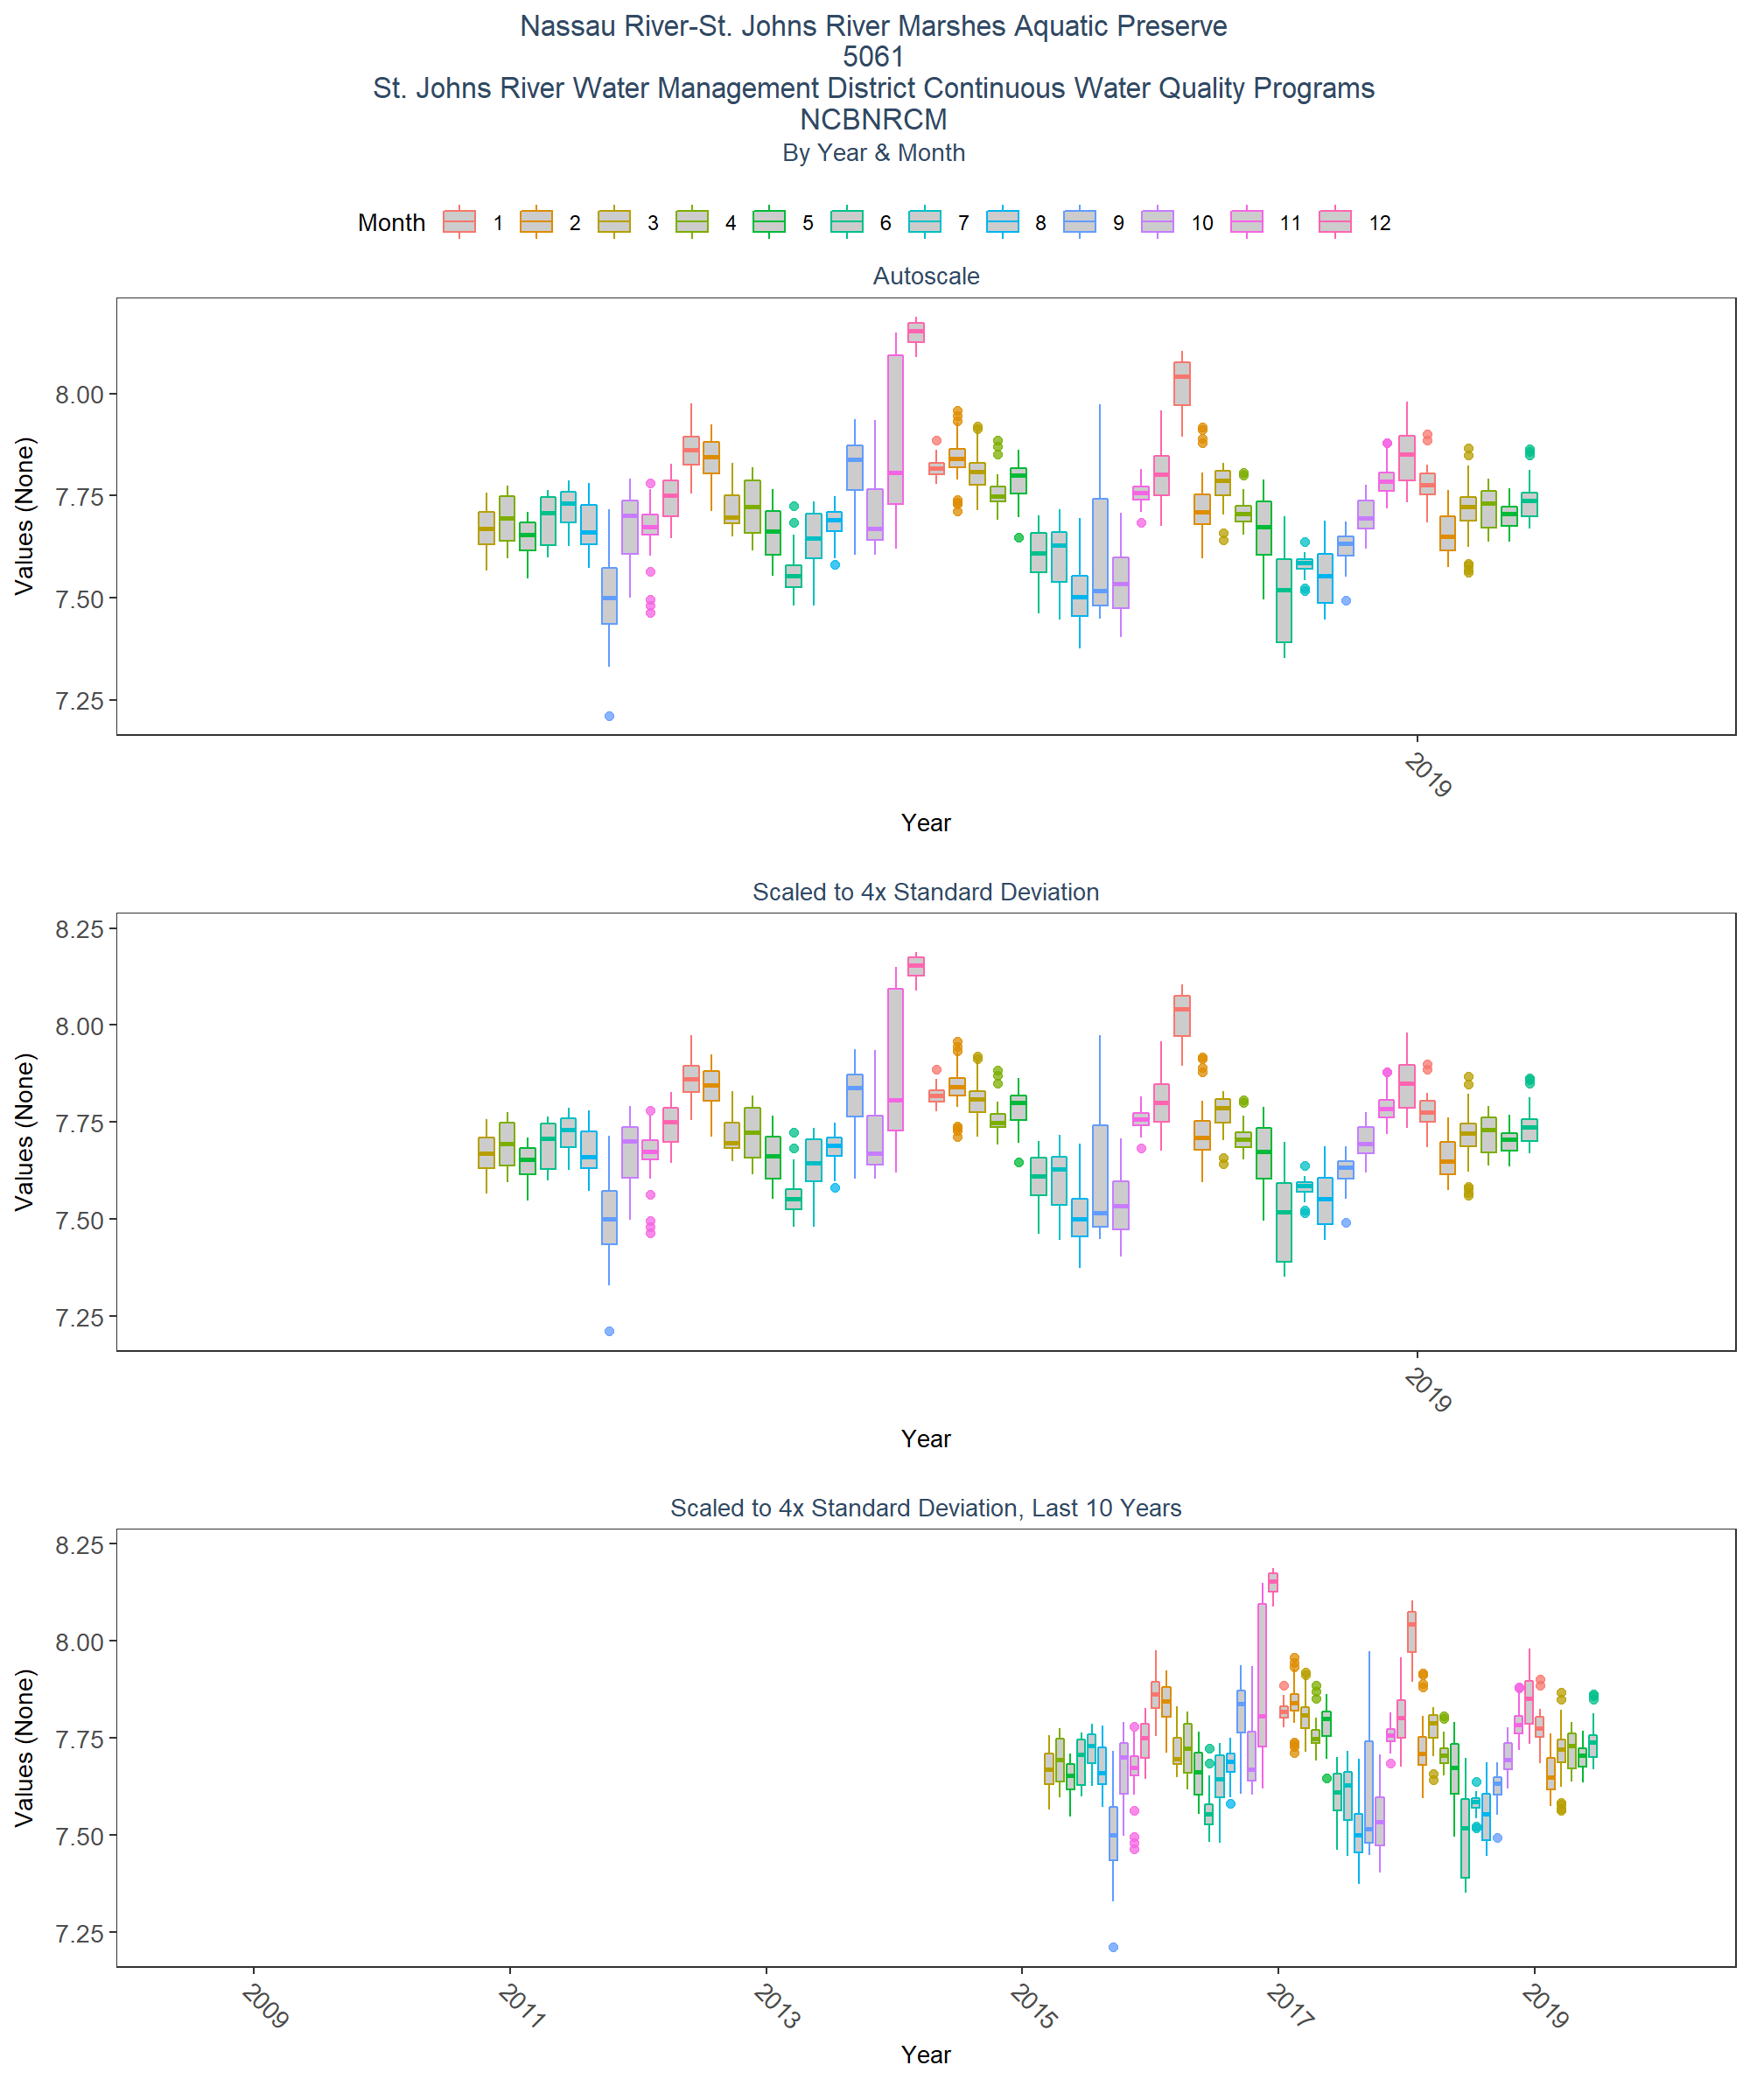 Nassau River-St. Johns River Marshes Aquatic Preserve
5061
St. Johns River Water Management District Continuous Water Quality Programs
NCBNRCM
By Year & Month
Month 1 2 3 4 5 6 7 8 9 10 11 12
Autoscale
Values (None)
8.00
7.75
7.50
7.25
2019
Year
Scaled to 4x Standard Deviation
Values (None)
8.25
8.00
7.75
7.50
7.25
2019
Year
Scaled to 4x Standard Deviation, Last 10 Years
Values (None)
8.25
8.00
7.75
7.50
7.25
2009 2011 2013 2015 2017 2019
Year